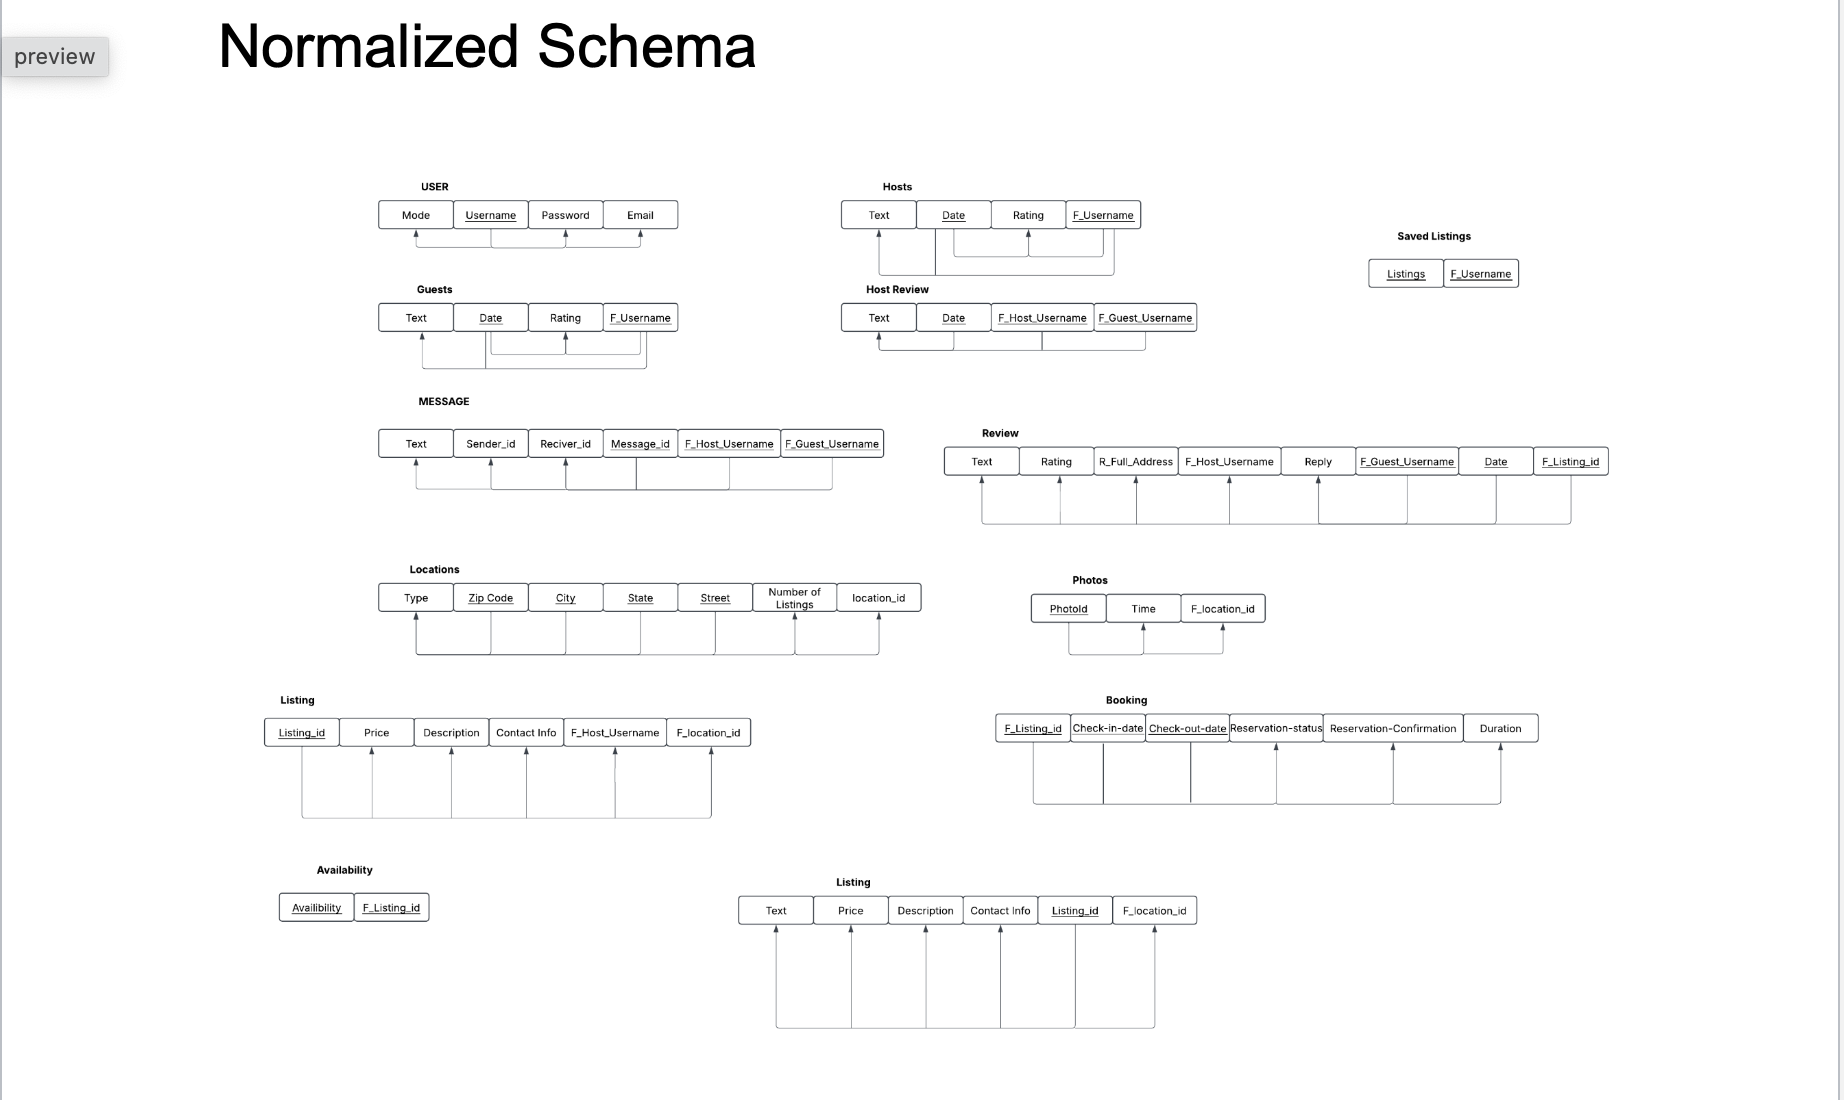 preview
Normalized Schema
USER
Mode Username Password Email
Hosts
Text Date Rating F_Username
Saved Listings
Listings F_Username
Guests
Text Date Rating F_Username
Host Review
Text Date F_Host_Username F_Guest_Username
MESSAGE
Text Sender_id Reciver_id Message_id F_Host_Username F_Guest_Username
Review
Text Rating R_Full_Address F_Host_Username Reply F_Guest_Username Date F_Listing_id
Locations
Type Zip Code City State Street Number of Listings location_id
Photos
PhotoId Time F_location_id
Listing
Listing_id Price Description Contact Info F_Host_Username F_location_id
Booking
F_Listing_id Check-in-date Check-out-date Reservation-status Reservation-Confirmation Duration
Availability
Availibility F_Listing_id
Listing
Text Price Description Contact Info Listing_id F_location_id